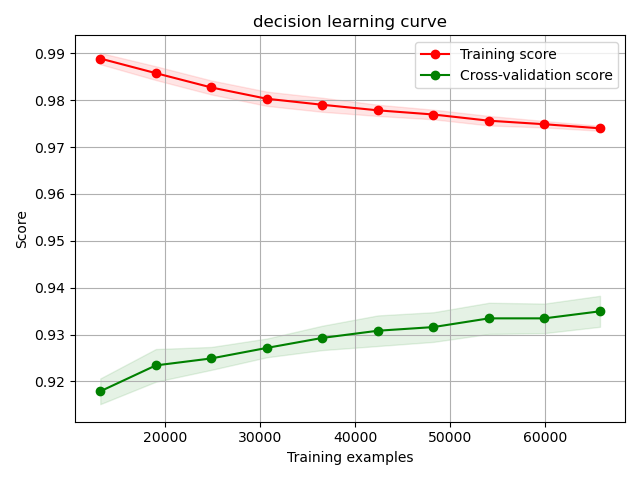 decision learning curve
Training score
Cross-validation score
0.99
0.98
0.97
0.96
0.95
0.94
0.93
0.92
Score
20000 30000 40000 50000 60000
Training examples